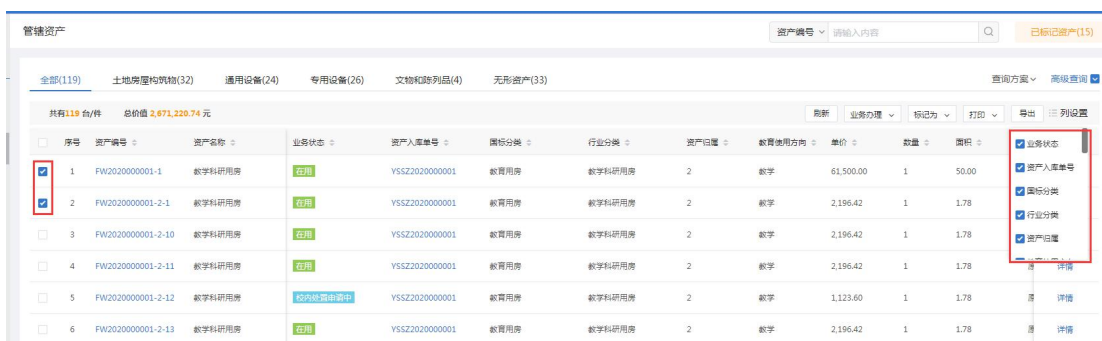 管辖资产 资产编号 请输入内容 已标记资产(15)
全部(119) 土地房屋构筑物(32) 通用设备(24) 专用设备(26) 文物和陈列品(4) 无形资产(33) 查询方案 高级查询
共有119 台/件 总价值 2,671,220.74 元 刷新 业务办理 标记为 打印 导出 列设置
序号 资产编号 资产名称 业务状态 资产入库单号 国标分类 行业分类 资产归属 教育使用方向 单价 数量 面积 业务状态
1 FW2020000001-1 教学科研用房 在用 YSSZ2020000001 教育用房 教学科研用房 2 教学 61,500.00 1 50.00 资产入库单号
国标分类
2 FW2020000001-2-1 教学科研用房 在用 YSSZ2020000001 教育用房 教学科研用房 2 教学 2,196.42 1 1.78
行业分类
3 FW2020000001-2-10 教学科研用房 在用 YSSZ2020000001 教育用房 教学科研用房 2 教学 2,196.42 1 1.78 资产归属
4 FW2020000001-2-11 教学科研用房 在用 YSSZ2020000001 教育用房 教学科研用房 2 教学 2,196.42 1 1.78 详情
5 FW2020000001-2-12 教学科研用房 校内处置申请中 YSSZ2020000001 教育用房 教学科研用房 2 教学 1,123.60 1 1.78 详情
6 FW2020000001-2-13 教学科研用房 在用 YSSZ2020000001 教育用房 教学科研用房 2 教学 2,196.42 1 1.78 详情